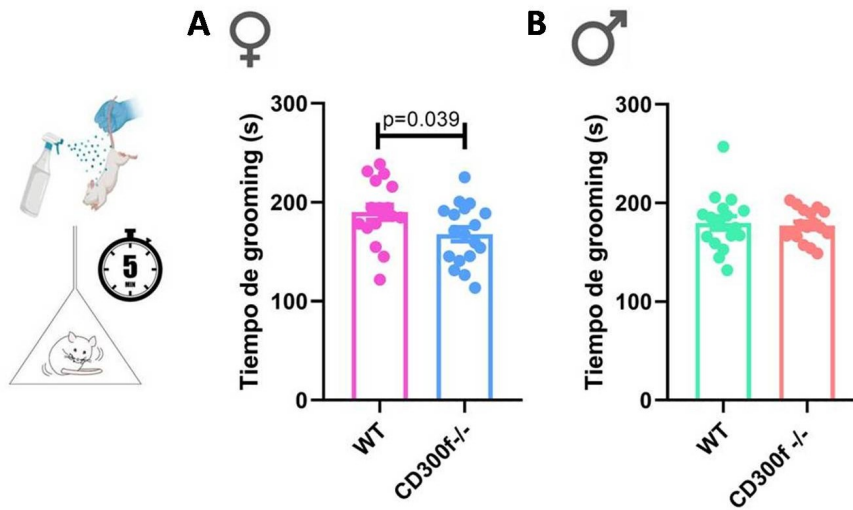 A
B
5
MIN
Tiempo de grooming (s)
300
200
100
0
p=0.039
WT
CD300f-/-
Tiempo de grooming (s)
300
200
100
0
WT
CD300f -/-